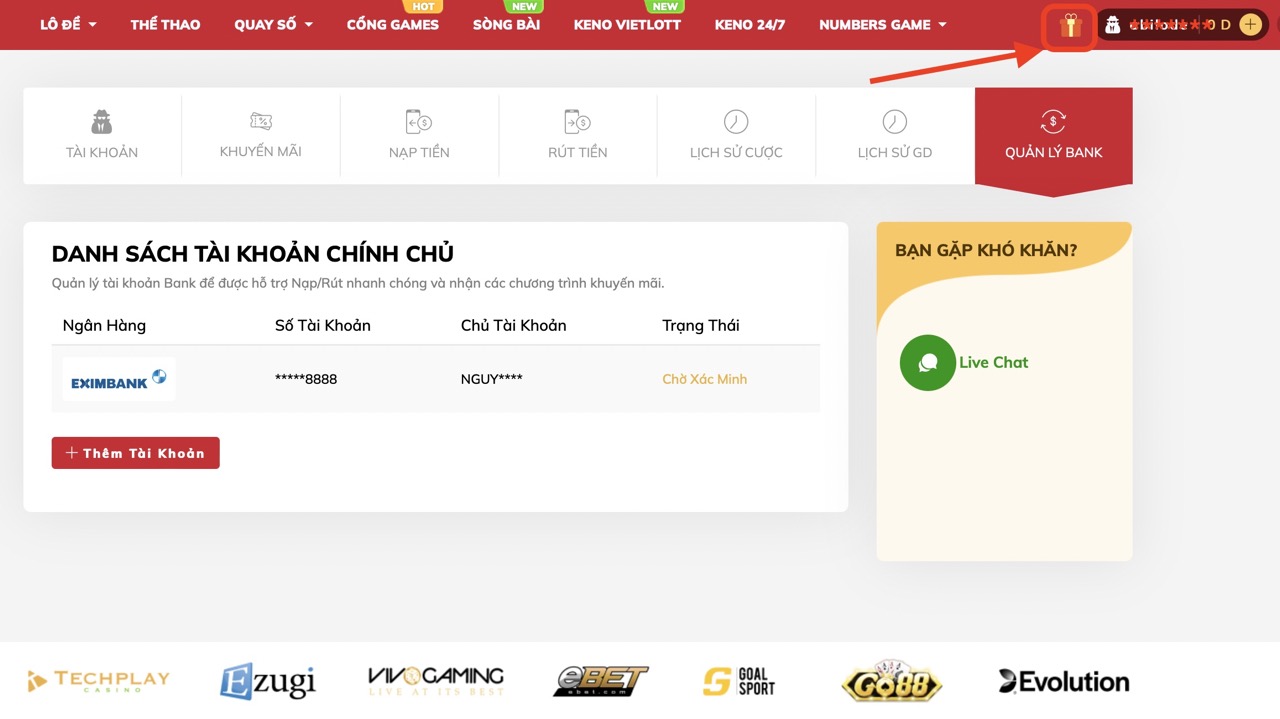 HOT
NEW
NEW
LÔ ĐỀ
THỂ THAO
QUAY SỐ
CỔNG GAMES
SÒNG BÀI
KENO VIETLOTT
KENO 24/7
NUMBERS GAME
0 D
TÀI KHOẢN
KHUYẾN MÃI
NẠP TIỀN
RÚT TIỀN
LỊCH SỬ CƯỢC
LỊCH SỬ GD
QUẢN LÝ BANK
DANH SÁCH TÀI KHOẢN CHÍNH CHỦ
Quản lý tài khoản Bank để được hỗ trợ Nạp/Rút nhanh chóng và nhận các chương trình khuyến mãi.
Ngân Hàng
Số Tài Khoản
Chủ Tài Khoản
Trạng Thái
EXIMBANK
*****8888
NGUY****
Chờ Xác Minh
+ Thêm Tài Khoản
BẠN GẶP KHÓ KHĂN?
Live Chat
TECHPLAY
CASINO
Ezugi
VIVOGAMING
LIVE AT ITS BEST
eBET
ebet.com
GOAL
SPORT
GO88
Evolution